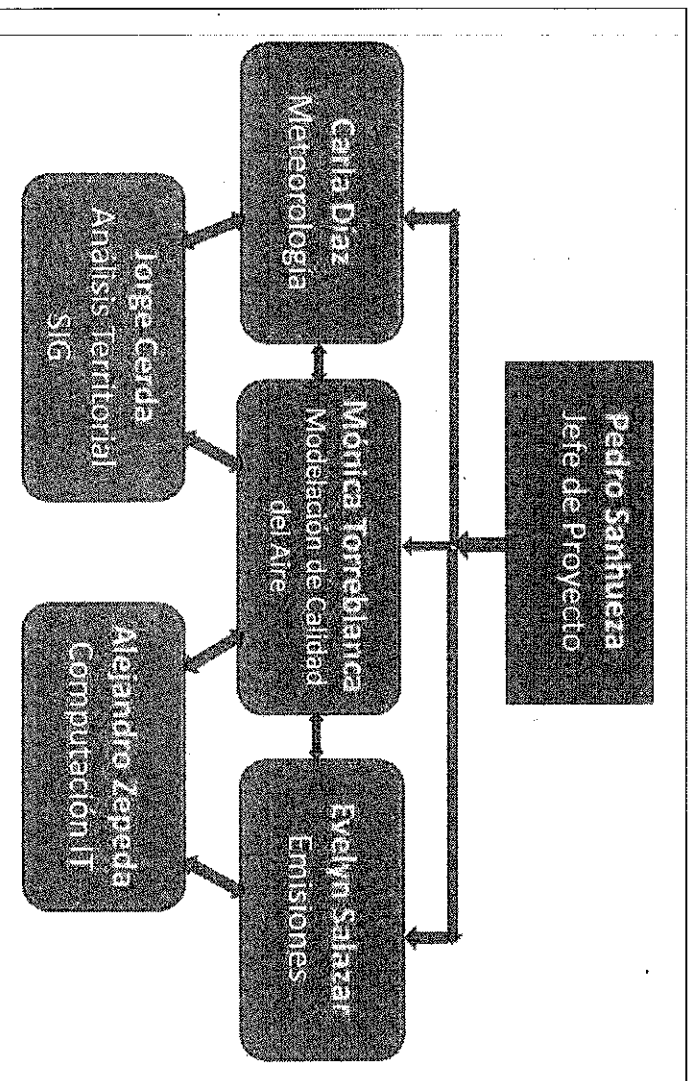 Pedro Sanhueza
Jefe de Proyecto
Carla Díaz
Meteorología
Mónica Torreblanca
Modelación de Calidad
del Aire
Evelyn Salazar
Emisiones
Jorge Cerda
Análisis Territorial
SIG
Alejandro Zepeda
Computación IT